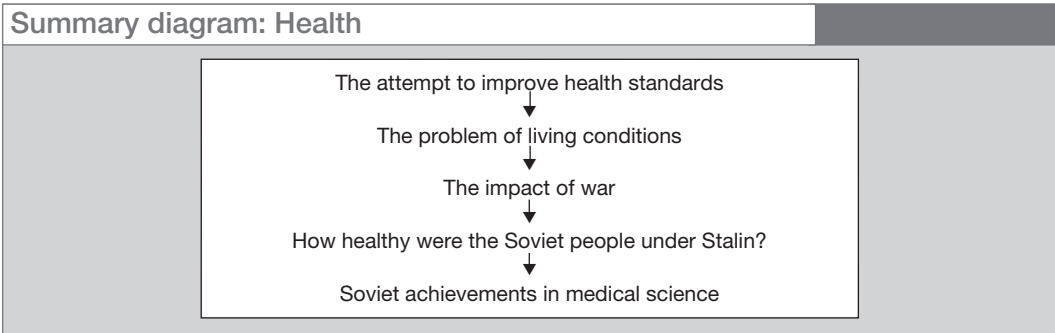 Summary diagram: Health
The attempt to improve health standards
The problem of living conditions
The impact of war
How healthy were the Soviet people under Stalin?
Soviet achievements in medical science